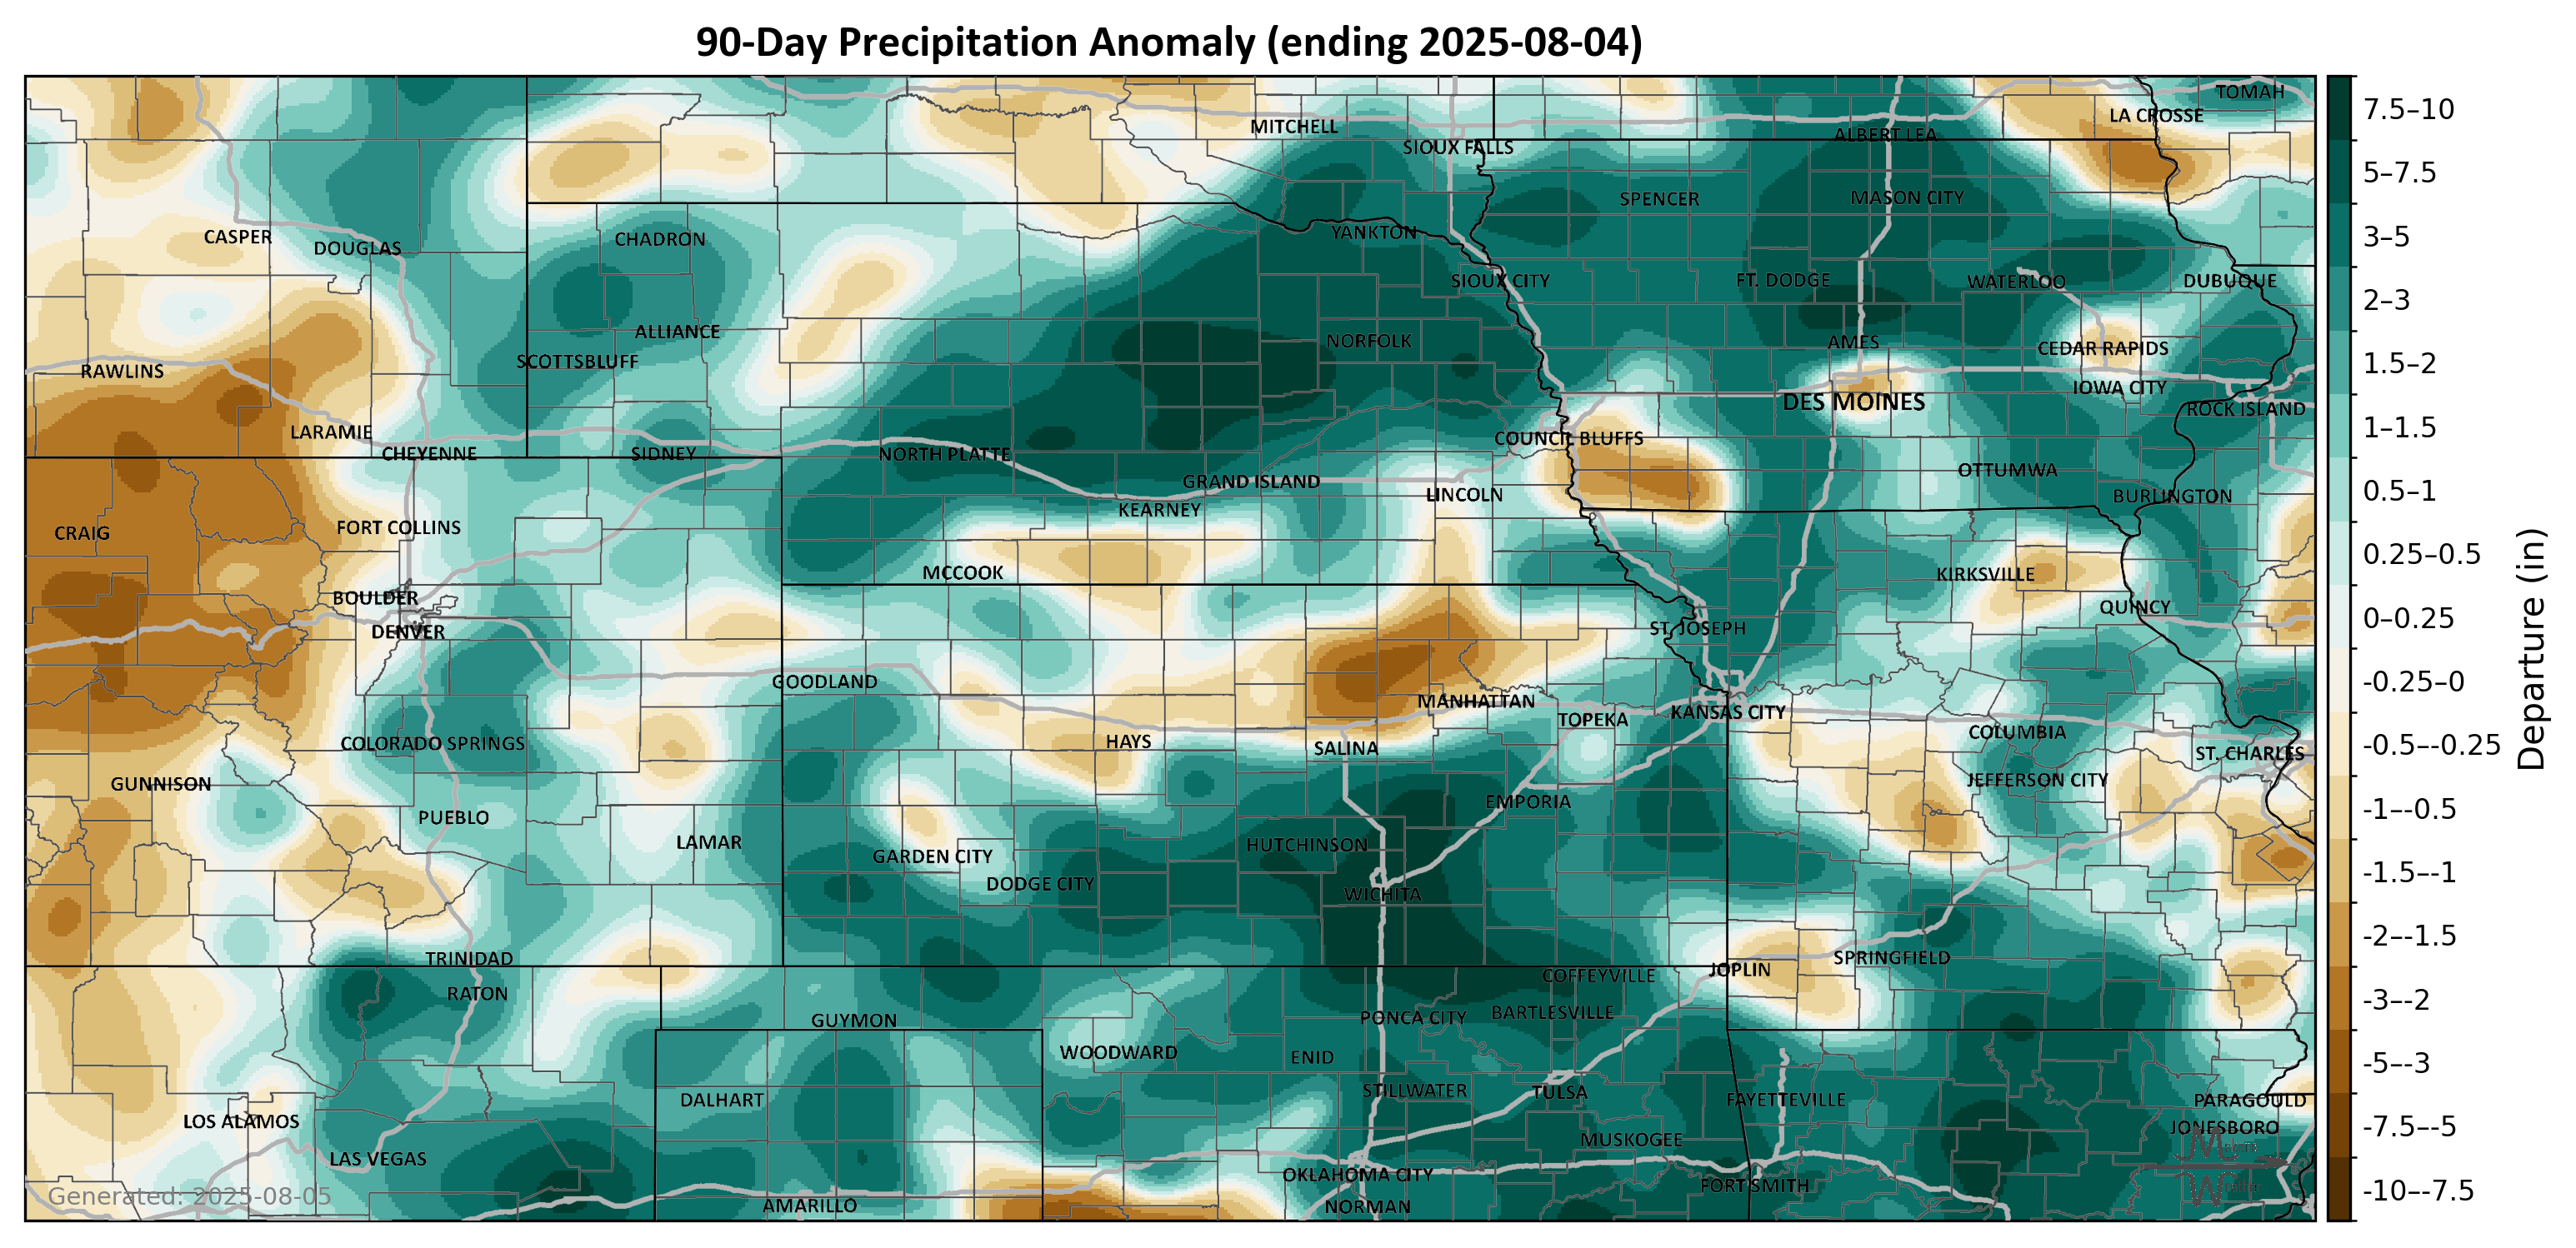 90-Day Precipitation Anomaly (ending 2025-08-04)
TOMAH
LA CROSSE
MITCHELL
ALBERT LEA
SIOUX FALLS
SPENCER
MASON CITY
YANKTON
CASPER
CHADRON
DOUGLAS
SIOUX CITY
FT. DODGE
WATERLOO
DUBUQUE
ALLIANCE
NORFOLK
AMES
CEDAR RAPIDS
SCOTTSBLUFF
RAWLINS
IOWA CITY
DES MOINES
ROCK ISLAND
LARAMIE
COUNCIL BLUFFS
CHEYENNE
SIDNEY
NORTH PLATTE
OTTUMWA
GRAND ISLAND
LINCOLN
BURLINGTON
KEARNEY
CRAIG
FORT COLLINS
MCCOOK
KIRKSVILLE
BOULDER
QUINCY
DENVER
ST. JOSEPH
GOODLAND
MANHATTAN
KANSAS CITY
TOPEKA
COLUMBIA
COLORADO SPRINGS
HAYS
SALINA
ST. CHARLES
GUNNISON
JEFFERSON CITY
EMPORIA
PUEBLO
LAMAR
HUTCHINSON
GARDEN CITY
DODGE CITY
WICHITA
TRINIDAD
SPRINGFIELD
JOPLIN
COFFEYVILLE
RATON
BARTLESVILLE
GUYMON
PONCA CITY
WOODWARD
ENID
STILLWATER
TULSA
DALHART
FAYETTEVILLE
PARAGOULD
LOS ALAMOS
JONESBORO
MUSKOGEE
LAS VEGAS
OKLAHOMA CITY
FORT SMITH
AMARILLO
NORMAN
Generated: 2025-08-05
7.5–10
5–7.5
3–5
2–3
1.5–2
1–1.5
0.5–1
0.25–0.5
0–0.25
-0.25–0
-0.5–-0.25
-1–-0.5
-1.5–-1
-2–-1.5
-3–-2
-5–-3
-7.5–-5
-10–-7.5
Departure (in)